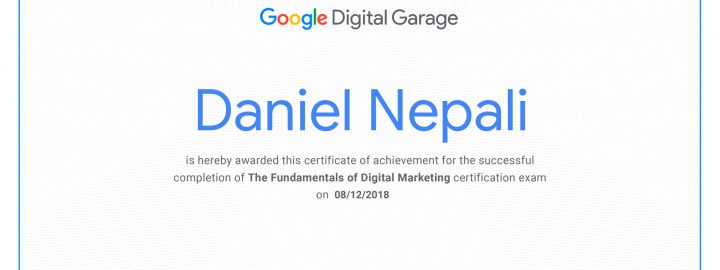 Google Digital Garage
Daniel Nepali
is hereby awarded this certificate of achievement for the successful
completion of The Fundamentals of Digital Marketing certification exam
on 08/12/2018